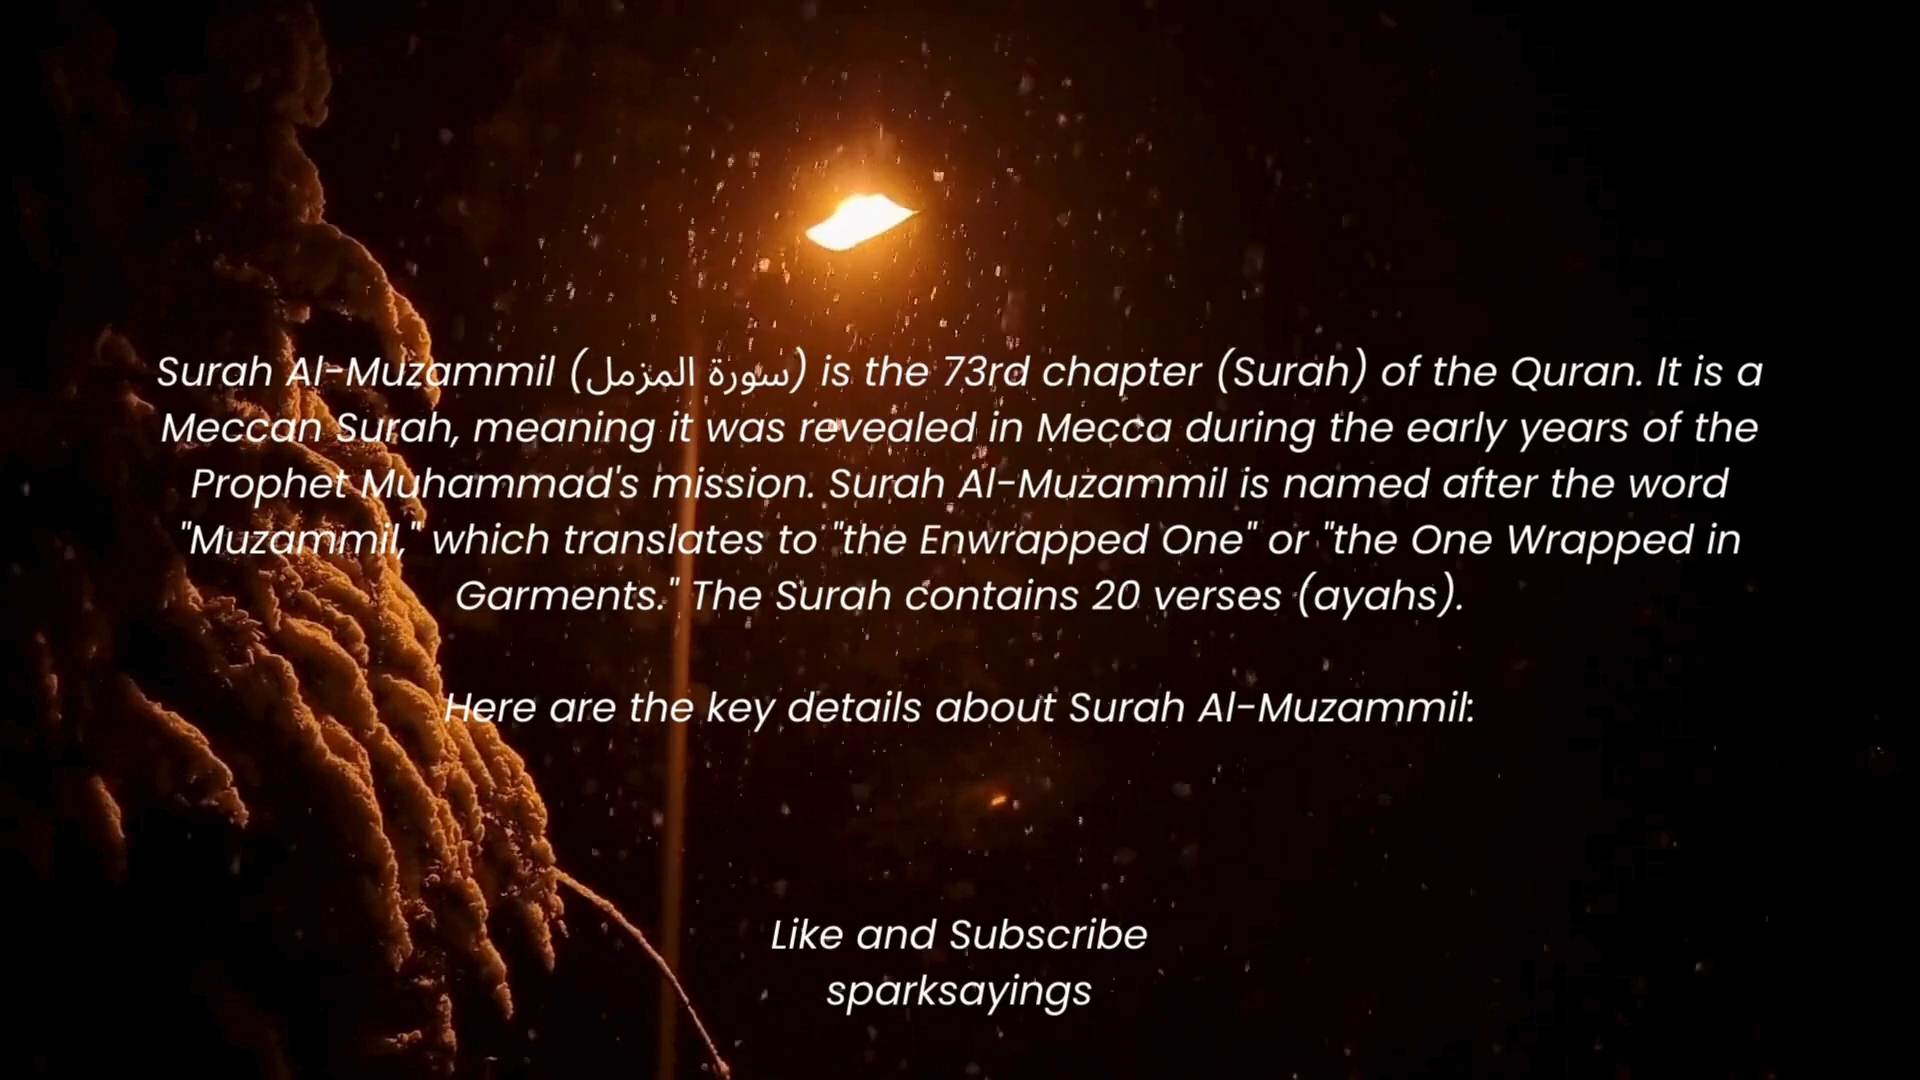 Surah Al-Muzammil (سورة المزمل) is the 73rd chapter (Surah) of the Quran. It is a
Meccan Surah, meaning it was revealed in Mecca during the early years of the
Prophet Muhammad's mission. Surah Al-Muzammil is named after the word
"Muzammil," which translates to "the Enwrapped One" or "the One Wrapped in
Garments." The Surah contains 20 verses (ayahs).
Here are the key details about Surah Al-Muzammil:
Like and Subscribe
sparksayings